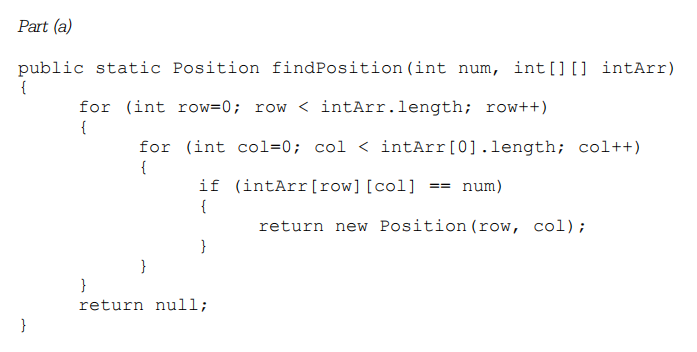 Part (a)
public static Position findPosition(int num, int[][] intArr)
{
for (int row=0; row < intArr.length; row++)
{
for (int col=0; col < intArr[0].length; col++)
{
if (intArr[row][col] == num)
{
return new Position(row, col);
}
}
}
return null;
}